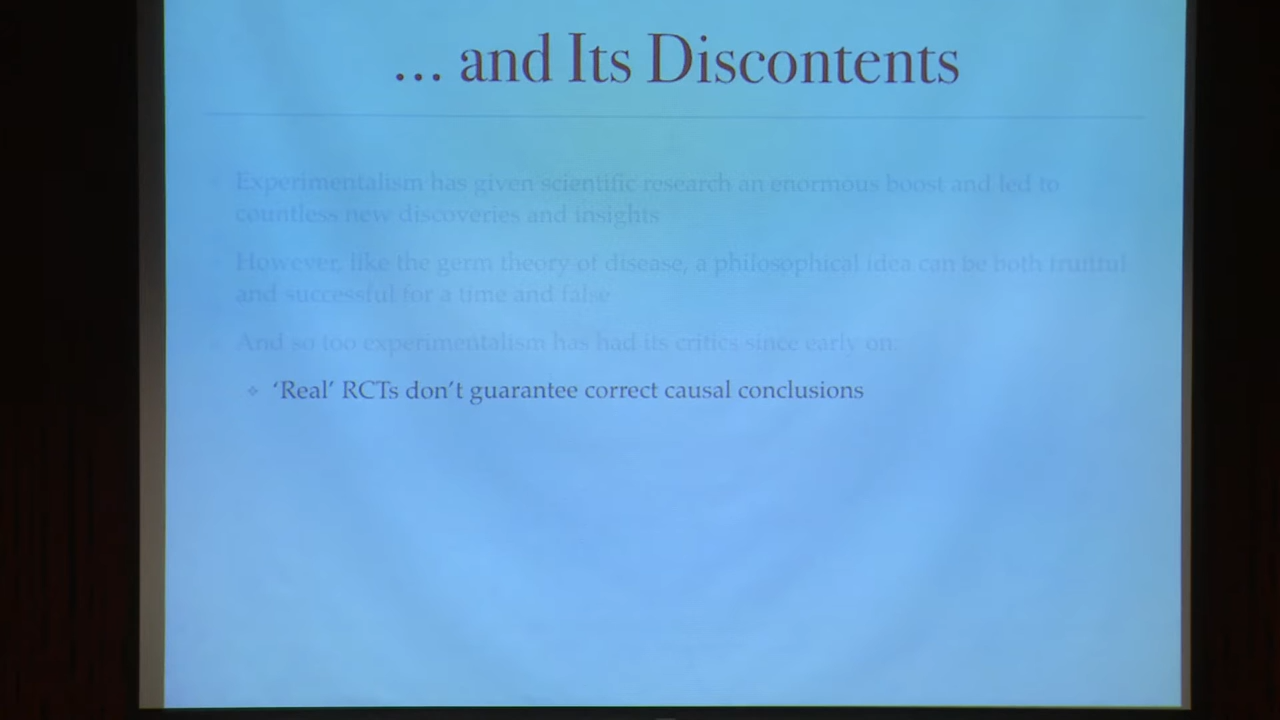 ... and Its Discontents
Experimentalism has given scientific research an enormous boost and led to
countless new discoveries and insights
However, like the germ theory of disease, a philosophical idea can be both fruitful
and successful for a time and false
And so too experimentalism has had its critics since early on:
‘Real’ RCTs don’t guarantee correct causal conclusions